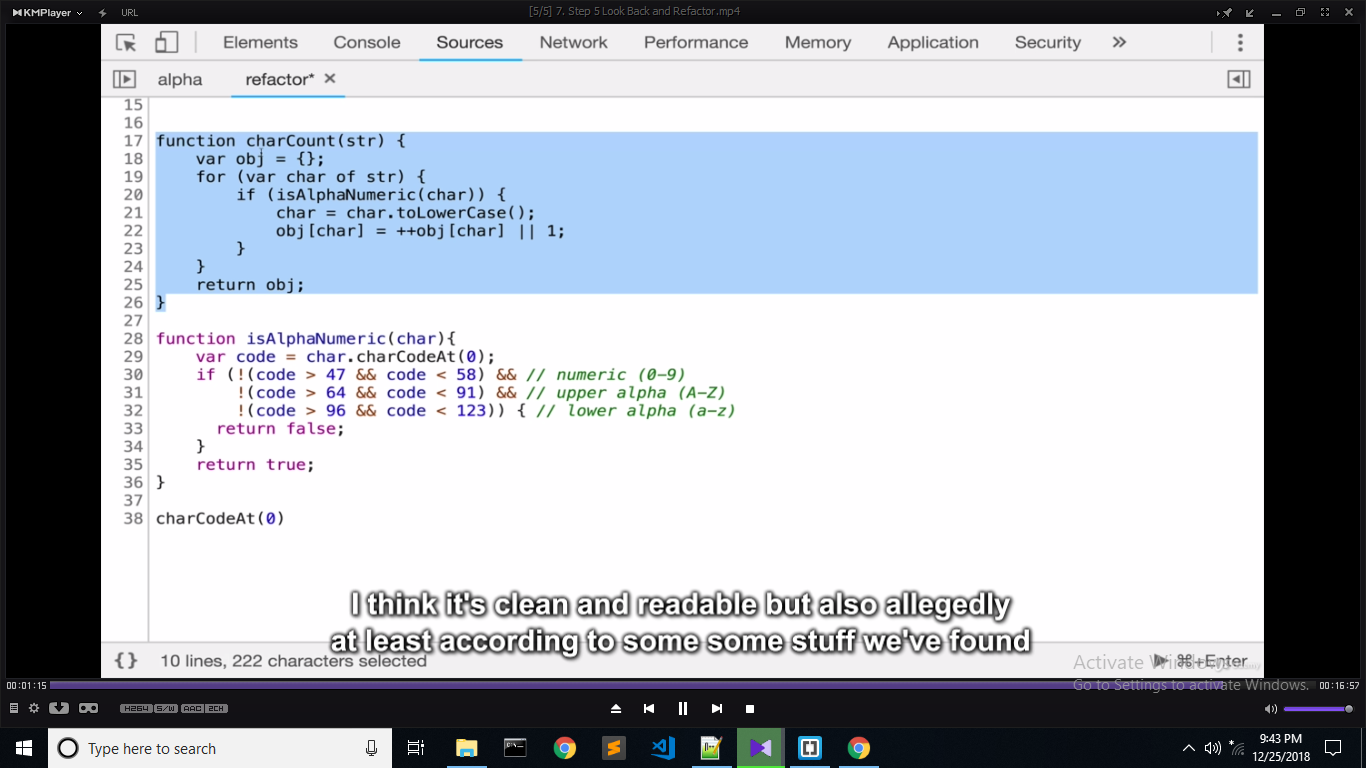 KMPlayer URL [5/5] 7. Step 5 Look Back and Refactor.mp4
Elements Console Sources Network Performance Memory Application Security »
alpha refactor* ×
15
16
17 function charCount(str) {
18     var obj = {};
19     for (var char of str) {
20         if (isAlphaNumeric(char)) {
21             char = char.toLowerCase();
22             obj[char] = ++obj[char] || 1;
23         }
24     }
25     return obj;
26 }
27
28 function isAlphaNumeric(char){
29     var code = char.charCodeAt(0);
30     if (!(code > 47 && code < 58) && // numeric (0-9)
31         !(code > 64 && code < 91) && // upper alpha (A-Z)
32         !(code > 96 && code < 123)) { // lower alpha (a-z)
33       return false;
34     }
35     return true;
36 }
37
38 charCodeAt(0)
I think it's clean and readable but also allegedly
at least according to some some stuff we've found
{} 10 lines, 222 characters selected ⌘+Enter
Activate Windows
Go to Settings to activate Windows.
00:01:15 00:16:57
H264 S/W AAC 2CH
Type here to search
9:43 PM
12/25/2018